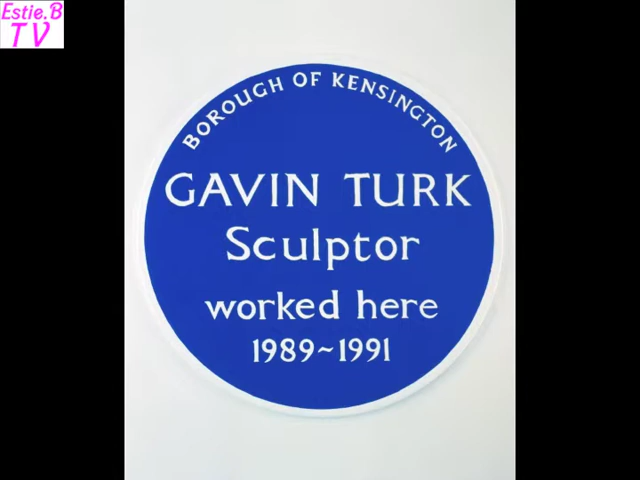 Estie.B
TV
BOROUGH OF KENSINGTON
GAVIN TURK
Sculptor
worked here
1989~1991